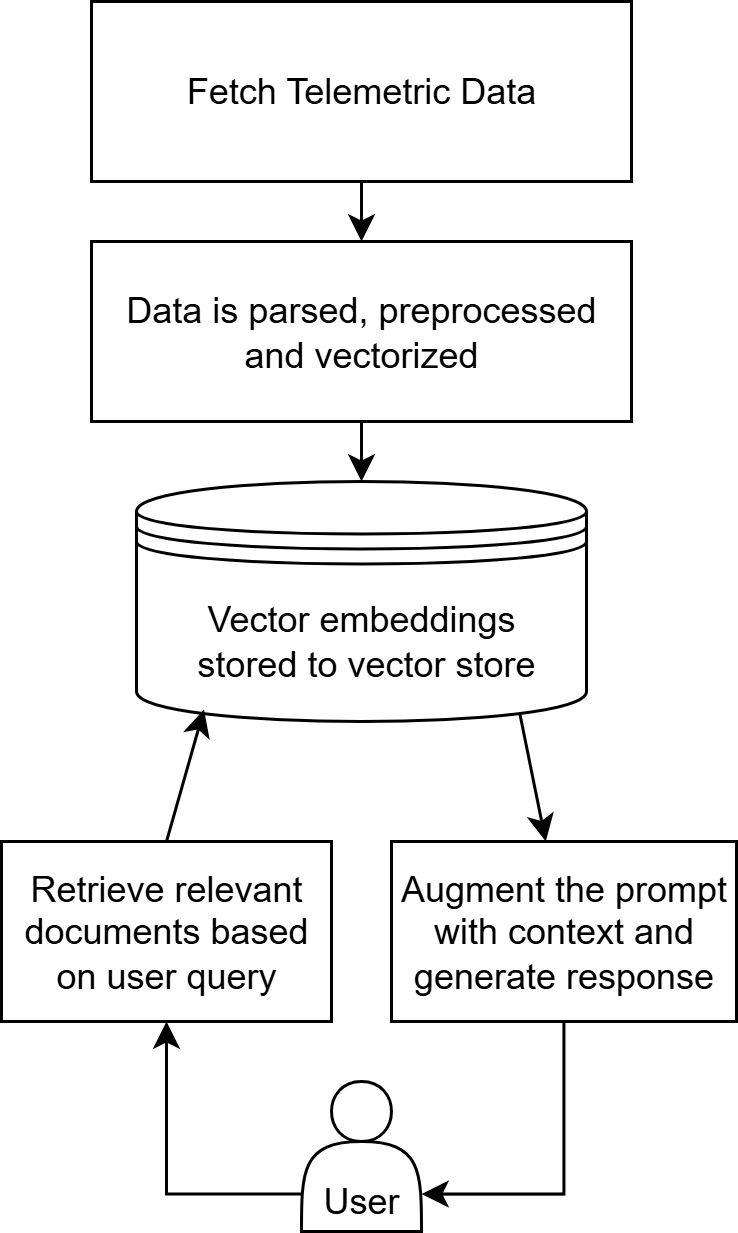 Fetch Telemetric Data
Data is parsed, preprocessed
and vectorized
Vector embeddings
stored to vector store
Retrieve relevant
documents based
on user query
Augment the prompt
with context and
generate response
User